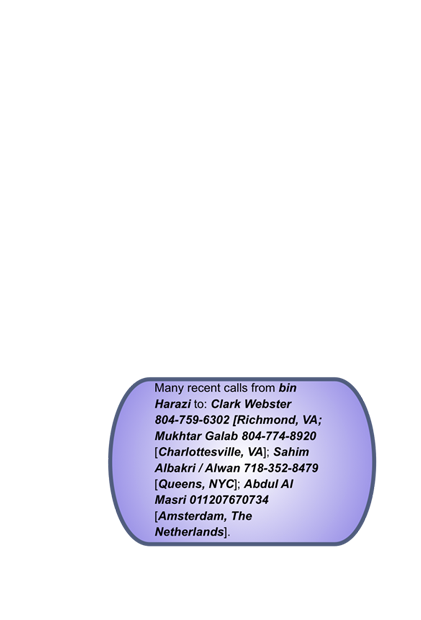 Many recent calls from bin
Harazi to: Clark Webster
804-759-6302 [Richmond, VA;
Mukhtar Galab 804-774-8920
[Charlottesville, VA]; Sahim
Albakri / Alwan 718-352-8479
[Queens, NYC]; Abdul Al
Masri 011207670734
[Amsterdam, The
Netherlands].